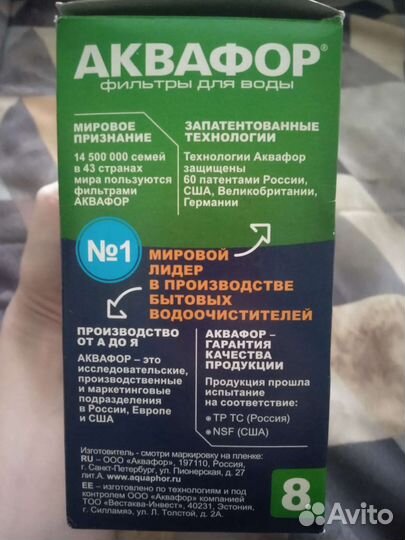 АКВАФОР®
ФИЛЬТРЫ ДЛЯ ВОДЫ
МИРОВОЕ
ПРИЗНАНИЕ
14 500 000 семей
в 43 странах
мира пользуются
фильтрами
АКВАФОР
ЗАПАТЕНТОВАННЫЕ
ТЕХНОЛОГИИ
Технологии Аквафор
защищены
60 патентами России,
США, Великобритании,
Германии
№1
МИРОВОЙ
ЛИДЕР
В ПРОИЗВОДСТВЕ
БЫТОВЫХ
ВОДООЧИСТИТЕЛЕЙ
ПРОИЗВОДСТВО
ОТ А ДО Я
АКВАФОР – это
исследовательские,
производственные
и маркетинговые
подразделения
в России, Европе
и США
АКВАФОР –
ГАРАНТИЯ
КАЧЕСТВА
ПРОДУКЦИИ
Продукция прошла
испытание
на соответствие:
• ТР ТС (Россия)
• NSF (США)
Изготовитель - смотри маркировку на пленке:
RU – ООО «Аквафор», 197110, Россия,
г. Санкт-Петербург, ул. Пионерская, д. 27
лит.А. www.aquaphor.ru
EE – изготовлено по технологиям и под
контролем ООО «Аквафор» компанией
ТОО «Вестаква-Инвест», 40231, Эстония,
г. Силламяэ, ул. Л. Толстой, д. 2А.
8
Avito